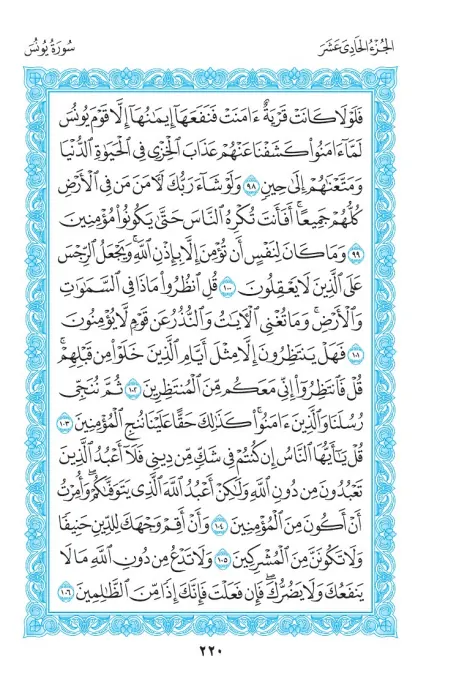 الجُزْءُ الحَادِىَ عَشَرَ
سُورَةُ يُونُسَ
فَلَوْلَا كَانَتْ قَرْيَةٌ ءَامَنَتْ فَنَفَعَهَآ إِيمَٰنُهَآ إِلَّا قَوْمَ يُونُسَ
لَمَّآ ءَامَنُوا۟ كَشَفْنَا عَنْهُمْ عَذَابَ ٱلْخِزْىِ فِى ٱلْحَيَوٰةِ ٱلدُّنْيَا
وَمَتَّعْنَٰهُمْ إِلَىٰ حِينٍ ٩٨ وَلَوْ شَآءَ رَبُّكَ لَءَامَنَ مَن فِى ٱلْأَرْضِ
كُلُّهُمْ جَمِيعًا ۚ أَفَأَنتَ تُكْرِهُ ٱلنَّاسَ حَتَّىٰ يَكُونُوا۟ مُؤْمِنِينَ
٩٩ وَمَا كَانَ لِنَفْسٍ أَن تُؤْمِنَ إِلَّا بِإِذْنِ ٱللَّهِ ۚ وَيَجْعَلُ ٱلرِّجْسَ
عَلَى ٱلَّذِينَ لَا يَعْقِلُونَ ١٠٠ قُلِ ٱنظُرُوا۟ مَاذَا فِى ٱلسَّمَٰوَٰتِ
وَٱلْأَرْضِ ۚ وَمَا تُغْنِى ٱلْءَايَٰتُ وَٱلنُّذُرُ عَن قَوْمٍ لَّا يُؤْمِنُونَ
١٠١ فَهَلْ يَنتَظِرُونَ إِلَّا مِثْلَ أَيَّامِ ٱلَّذِينَ خَلَوْا۟ مِن قَبْلِهِمْ ۚ
قُلْ فَٱنتَظِرُوٓا۟ إِنِّى مَعَكُم مِّنَ ٱلْمُنتَظِرِينَ ١٠٢ ثُمَّ نُنَجِّى
رُسُلَنَا وَٱلَّذِينَ ءَامَنُوا۟ ۚ كَذَٰلِكَ حَقًّا عَلَيْنَا نُنجِ ٱلْمُؤْمِنِينَ ١٠٣
قُلْ يَٰٓأَيُّهَا ٱلنَّاسُ إِن كُنتُمْ فِى شَكٍّ مِّن دِينِى فَلَآ أَعْبُدُ ٱلَّذِينَ
تَعْبُدُونَ مِن دُونِ ٱللَّهِ وَلَٰكِنْ أَعْبُدُ ٱللَّهَ ٱلَّذِى يَتَوَفَّىٰكُمْ ۖ وَأُمِرْتُ
أَنْ أَكُونَ مِنَ ٱلْمُؤْمِنِينَ ١٠٤ وَأَنْ أَقِمْ وَجْهَكَ لِلدِّينِ حَنِيفًا
وَلَا تَكُونَنَّ مِنَ ٱلْمُشْرِكِينَ ١٠٥ وَلَا تَدْعُ مِن دُونِ ٱللَّهِ مَا لَا
يَنفَعُكَ وَلَا يَضُرُّكَ ۖ فَإِن فَعَلْتَ فَإِنَّكَ إِذًا مِّنَ ٱلظَّٰلِمِينَ ١٠٦
٢٢٠